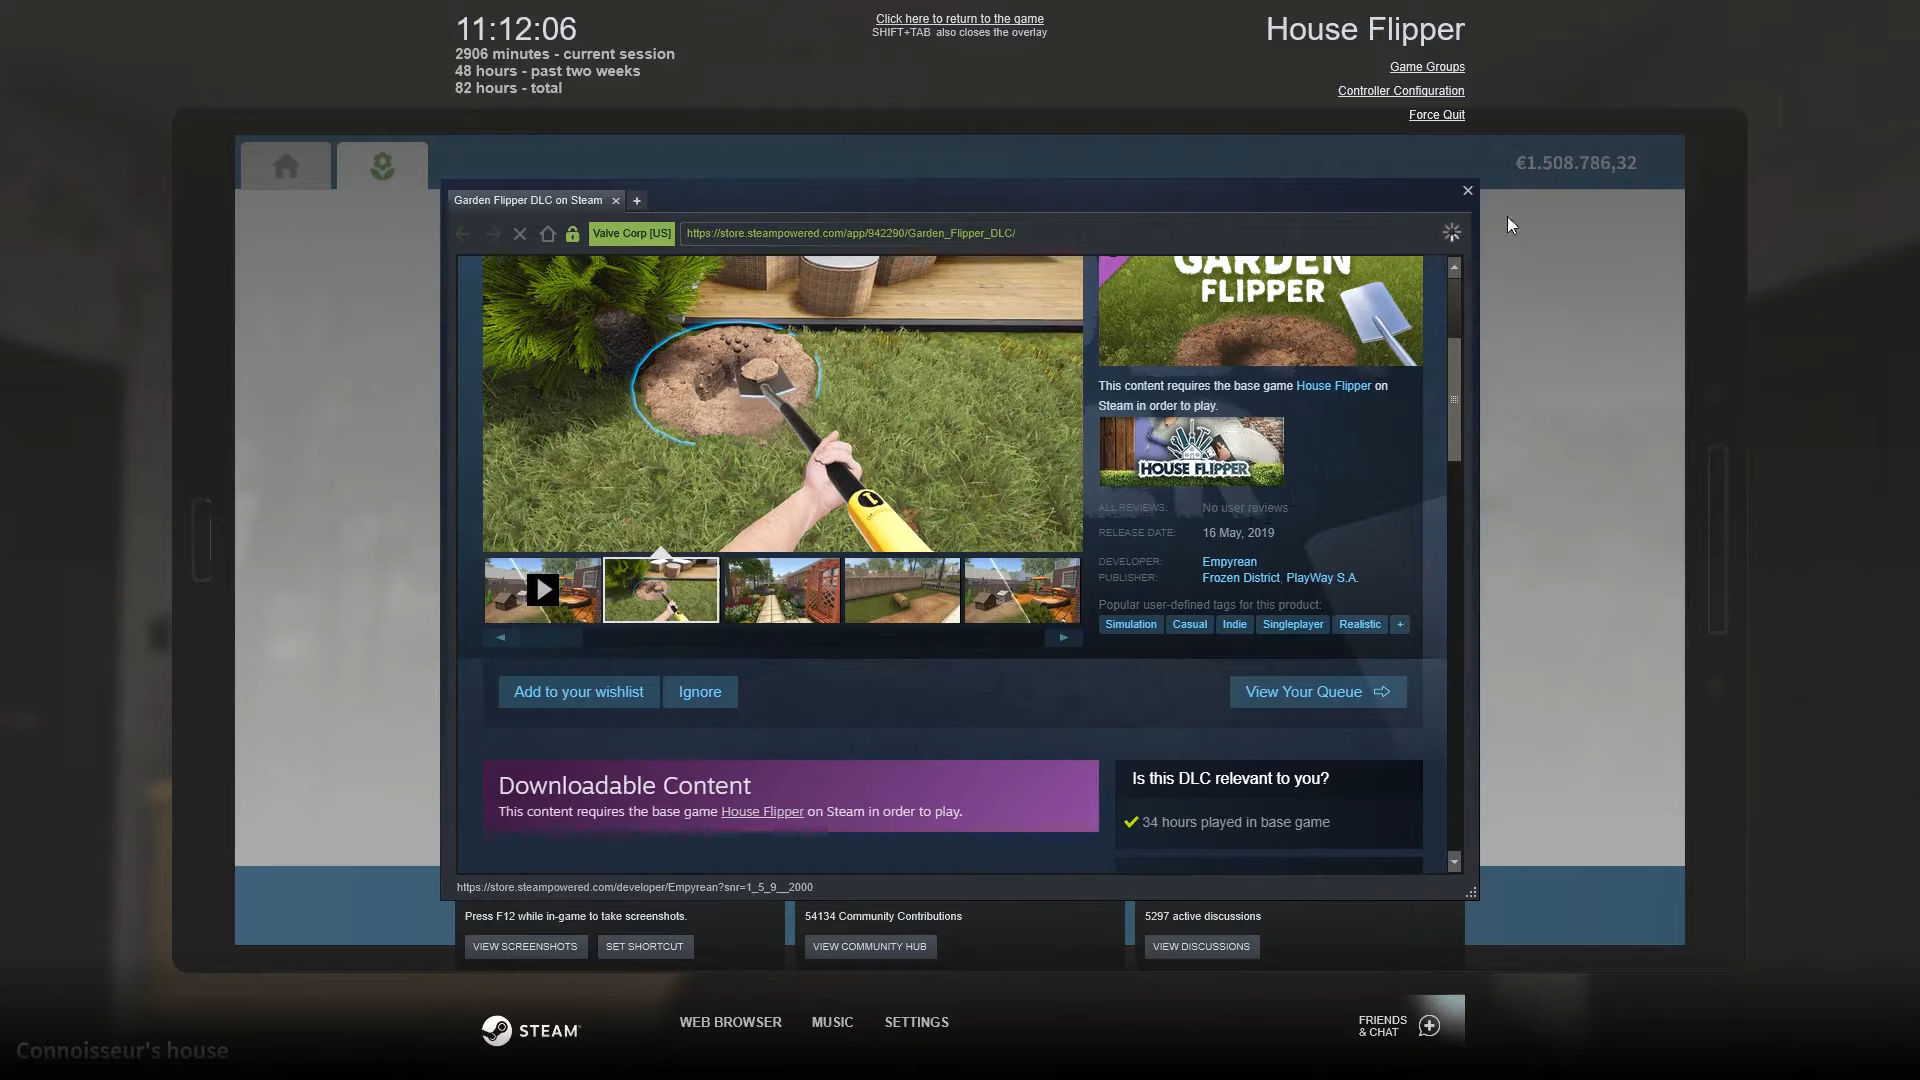 11:12:06
2906 minutes - current session
48 hours - past two weeks
82 hours - total
Click here to return to the game
SHIFT+TAB also closes the overlay
House Flipper
Game Groups
Controller Configuration
Force Quit
€1.508.786,32
Garden Flipper DLC on Steam
Valve Corp [US]
https://store.steampowered.com/app/942290/Garden_Flipper_DLC/
GARDEN
FLIPPER
This content requires the base game House Flipper on
Steam in order to play.
HOUSE FLIPPER
ALL REVIEWS: No user reviews
RELEASE DATE: 16 May, 2019
DEVELOPER: Empyrean
PUBLISHER: Frozen District, PlayWay S.A.
Popular user-defined tags for this product:
Simulation Casual Indie Singleplayer Realistic +
Add to your wishlist
Ignore
View Your Queue
Downloadable Content
This content requires the base game House Flipper on Steam in order to play.
Is this DLC relevant to you?
34 hours played in base game
https://store.steampowered.com/developer/Empyrean?snr=1_5_9__2000
Press F12 while in-game to take screenshots.
VIEW SCREENSHOTS
SET SHORTCUT
54134 Community Contributions
VIEW COMMUNITY HUB
5297 active discussions
VIEW DISCUSSIONS
STEAM
WEB BROWSER
MUSIC
SETTINGS
FRIENDS
& CHAT
Connoisseur's house